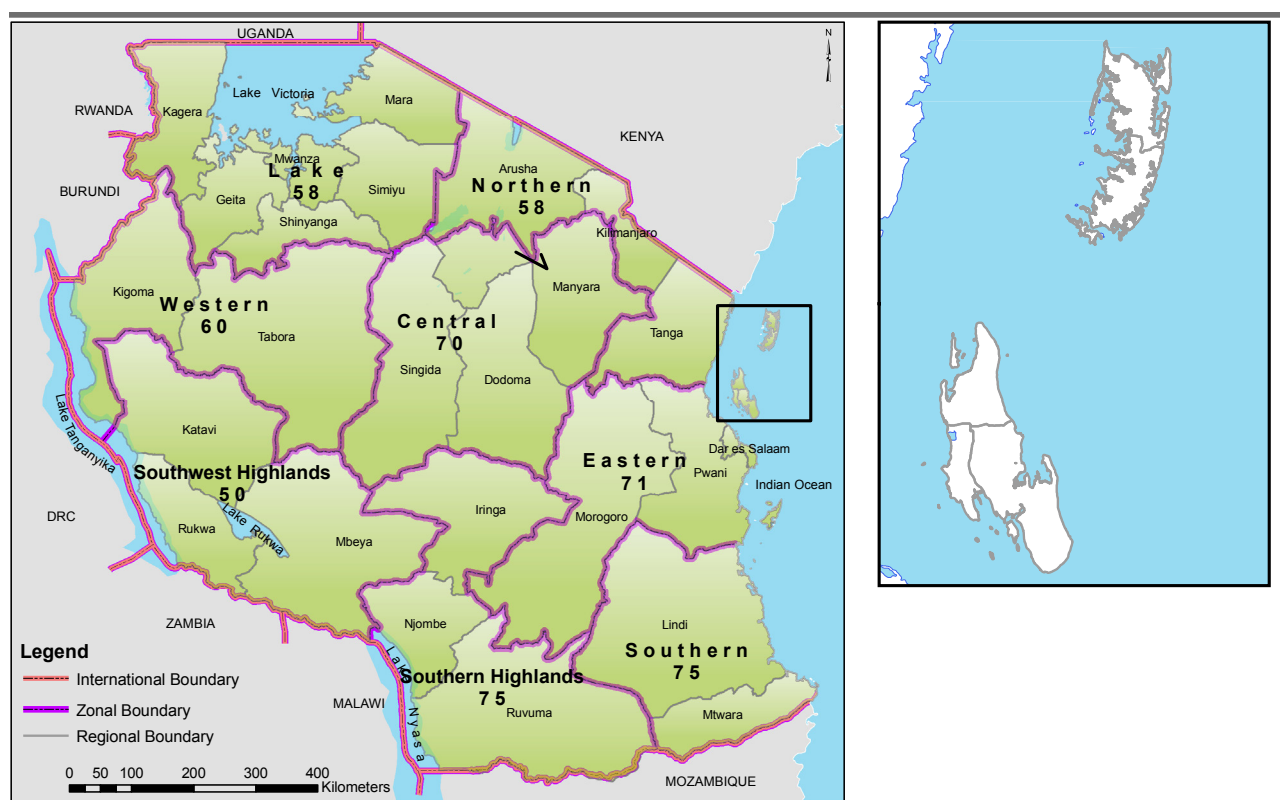 UGANDA
N
Lake Victoria
Mara
RWANDA
Kagera
KENYA
Mwanza
Lake
58
Arusha
BURUNDI
Geita
Simiyu
Northern
58
Shinyanga
Kilimanjaro
Kigoma
Manyara
Western
60
Tabora
Central
70
Tanga
Singida
Dodoma
Lake Tanganyika
Katavi
Southwest Highlands
50
Eastern
71
Dar es Salaam
Pwani
Indian Ocean
DRC
Rukwa
Lake Rukwa
Mbeya
Iringa
Morogoro
ZAMBIA
Njombe
Lindi
Legend
Southern
75
International Boundary
Lake Nyasa
Southern Highlands
75
MALAWI
Zonal Boundary
Ruvuma
Mtwara
Regional Boundary
0 50 100 200 300 400
Kilometers
MOZAMBIQUE